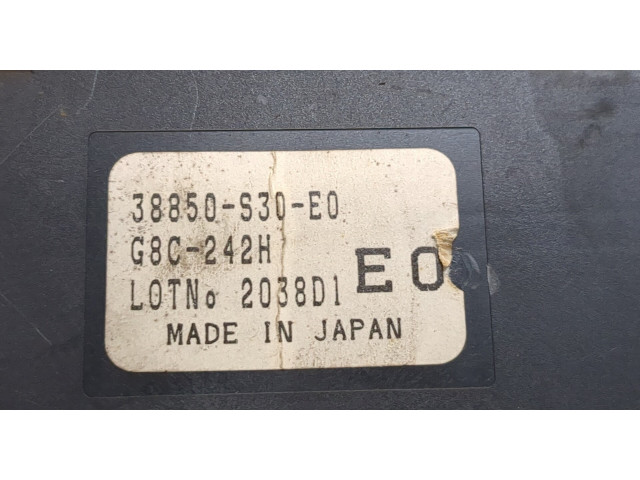 38850-S30-E0
G8C-242H
LOTNo 2038D1
E0
MADE IN JAPAN